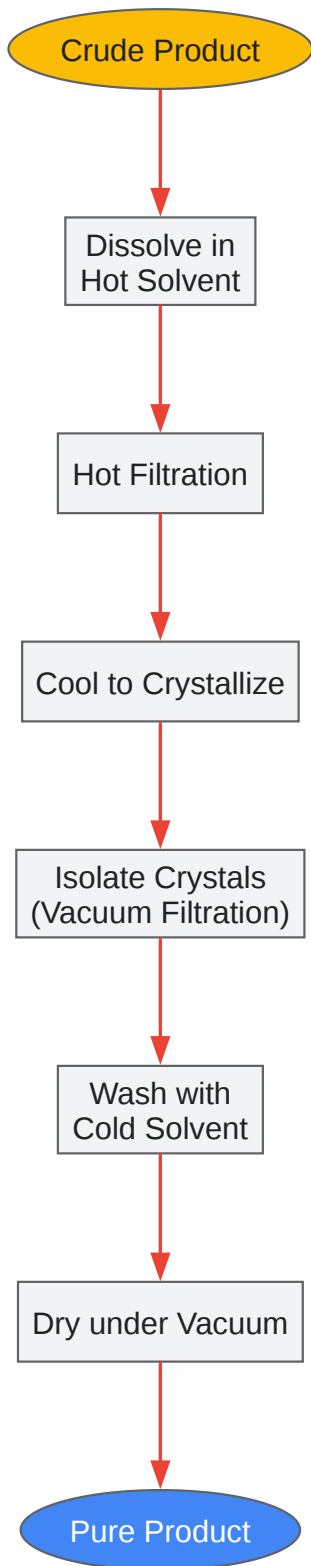 Crude Product
Dissolve in
Hot Solvent
Hot Filtration
Cool to Crystallize
Isolate Crystals
(Vacuum Filtration)
Wash with
Cold Solvent
Dry under Vacuum
Pure Product